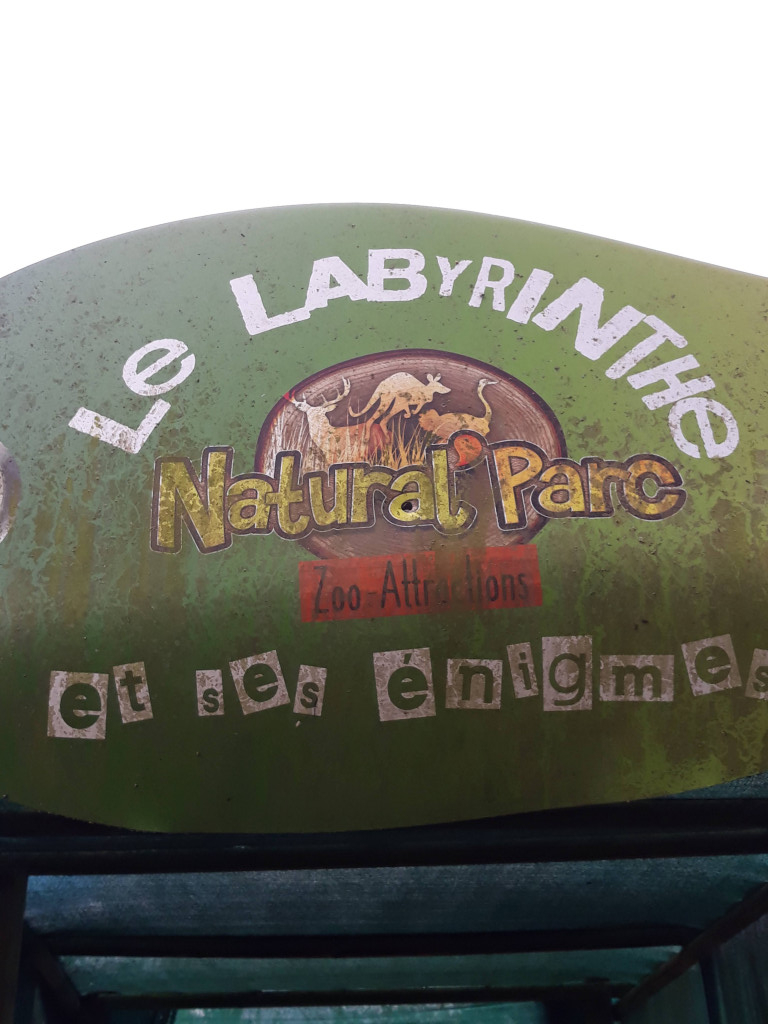 Le LABYRINTHe
Natural'Parc
Zoo-Attractions
et ses énigmes